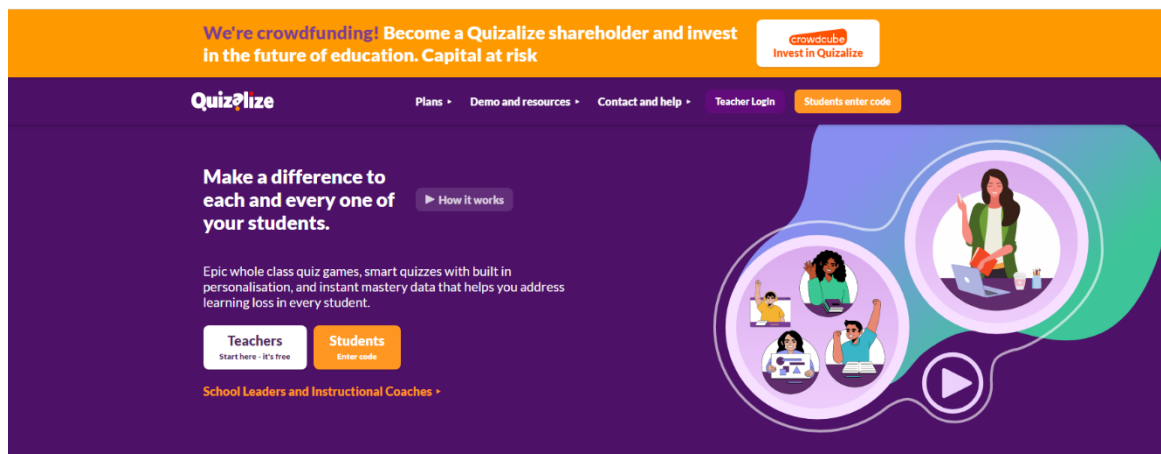 We're crowdfunding! Become a Quizalize shareholder and invest
in the future of education. Capital at risk
crowdcube
Invest in Quizalize
Quizalize
Plans ▸
Demo and resources ▸
Contact and help ▸
Teacher Login
Students enter code
Make a difference to
each and every one of
your students.
▶ How it works
Epic whole class quiz games, smart quizzes with built in
personalisation, and instant mastery data that helps you address
learning loss in every student.
Teachers
Start here - it's free
Students
Enter code
School Leaders and Instructional Coaches ▸